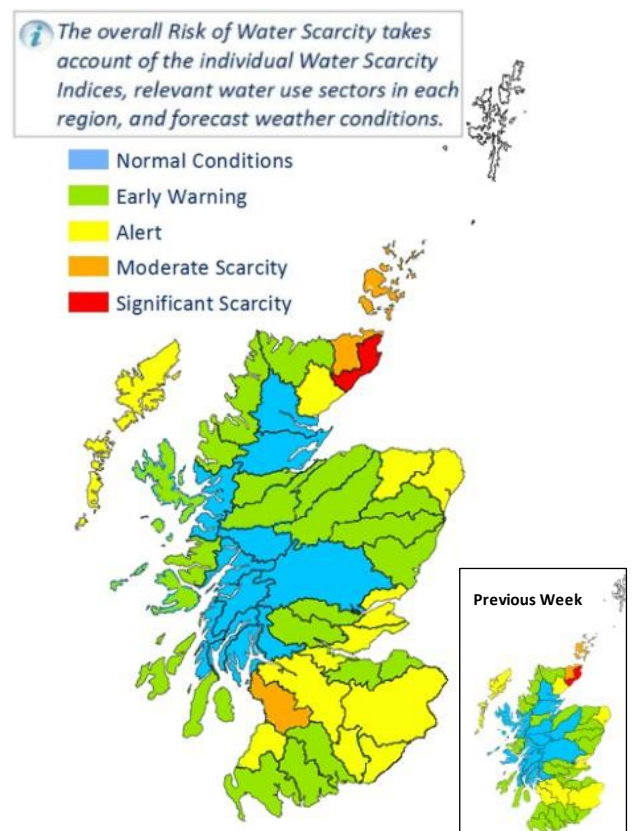 The overall Risk of Water Scarcity takes
account of the individual Water Scarcity
Indices, relevant water use sectors in each
region, and forecast weather conditions.
Normal Conditions
Early Warning
Alert
Moderate Scarcity
Significant Scarcity
Previous Week